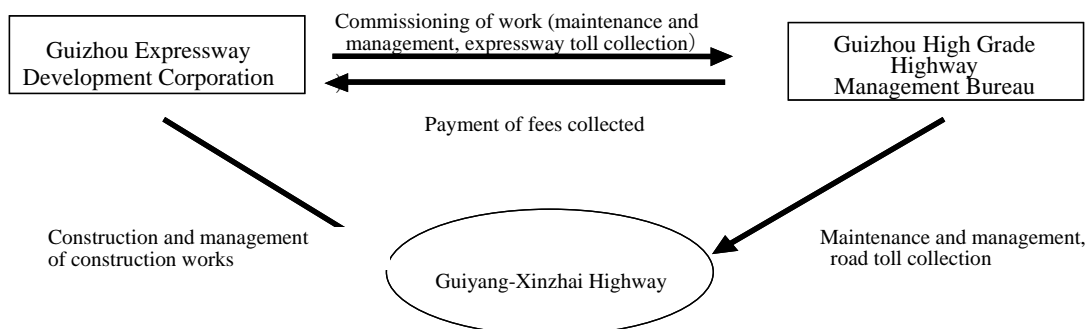 Commissioning of work (maintenance and
management, expressway toll collection）
Guizhou Expressway
Development Corporation
Guizhou High Grade
Highway
Management Bureau
Payment of fees collected
Construction and management
of construction works
Maintenance and management,
road toll collection
Guiyang-Xinzhai Highway